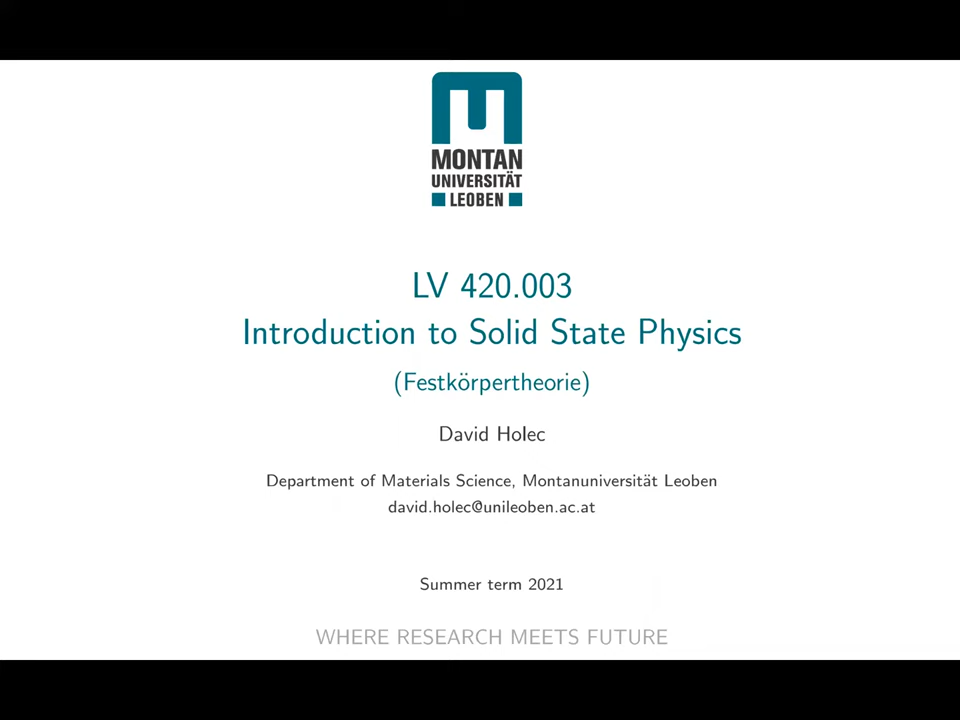 MONTAN
UNIVERSITÄT
LEOBEN
LV 420.003
Introduction to Solid State Physics
(Festkörpertheorie)
David Holec
Department of Materials Science, Montanuniversität Leoben
david.holec@unileoben.ac.at
Summer term 2021
WHERE RESEARCH MEETS FUTURE